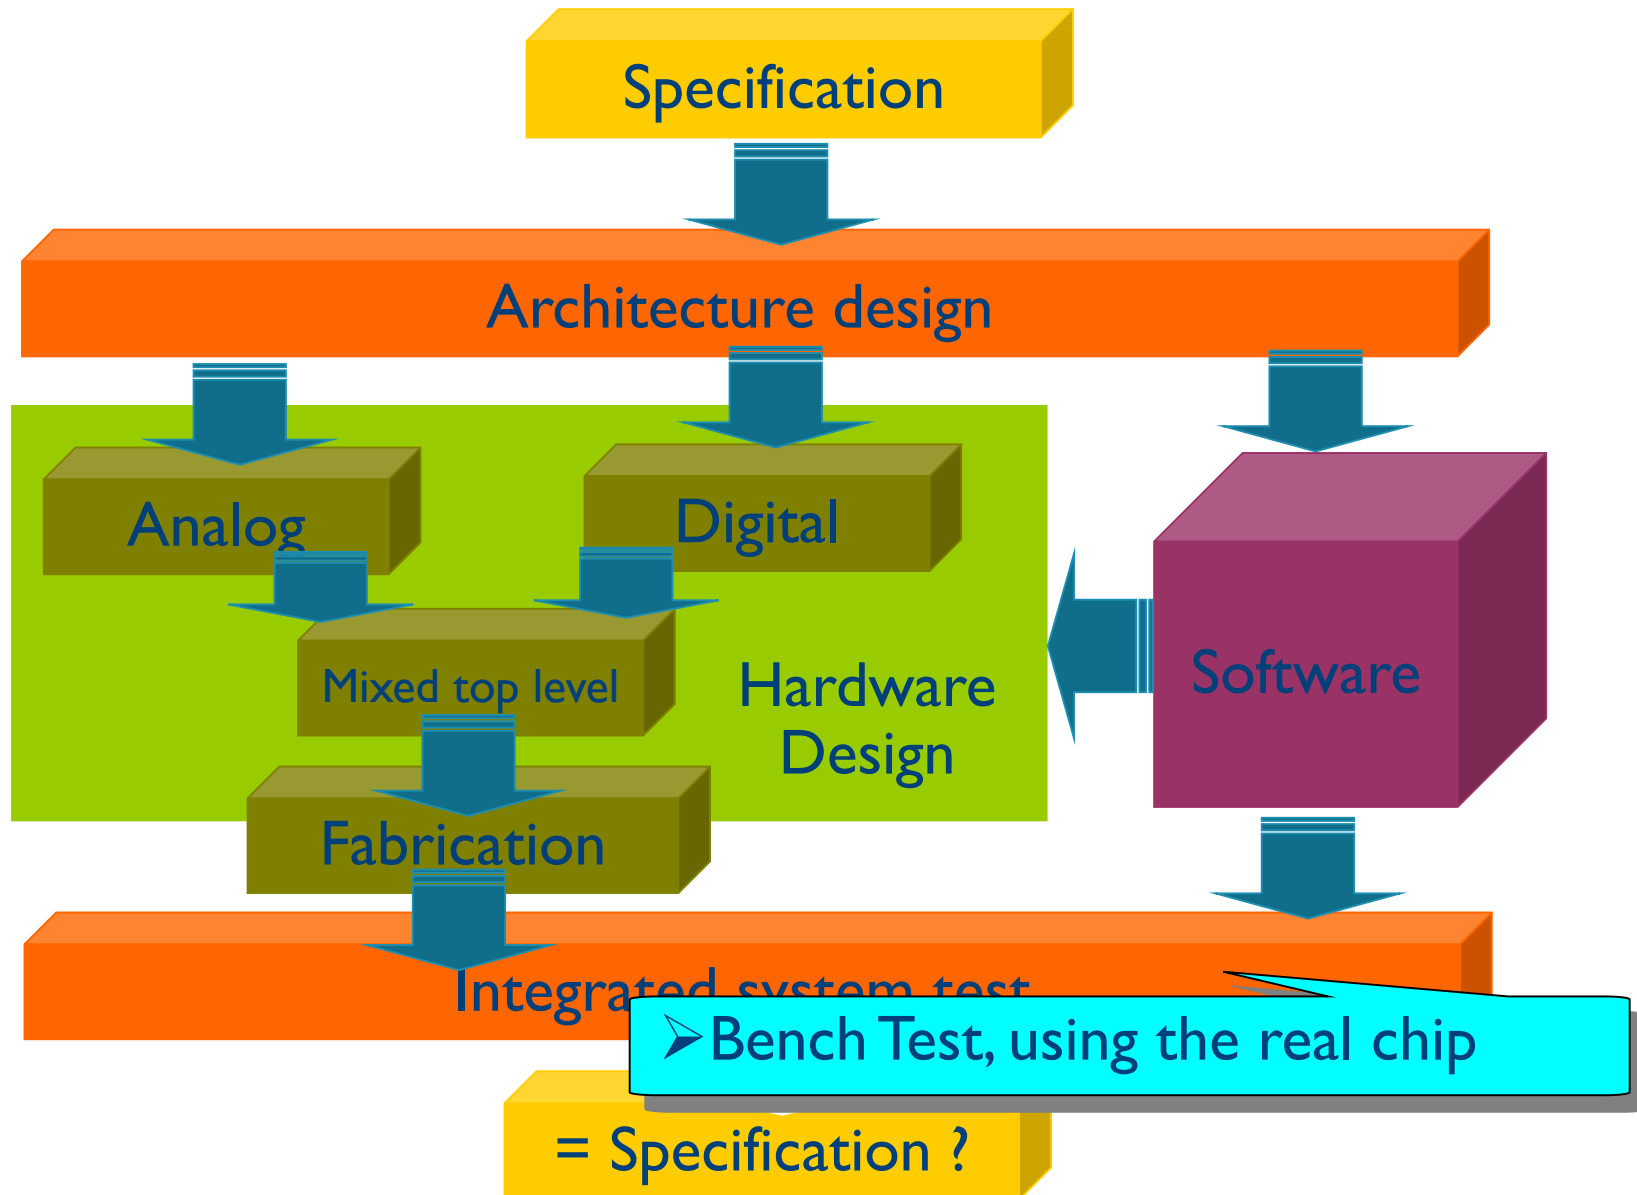 Specification
Architecture design
Analog
Digital
Mixed top level
Hardware
Design
Software
Fabrication
Integrated system test
➢Bench Test, using the real chip
= Specification ?